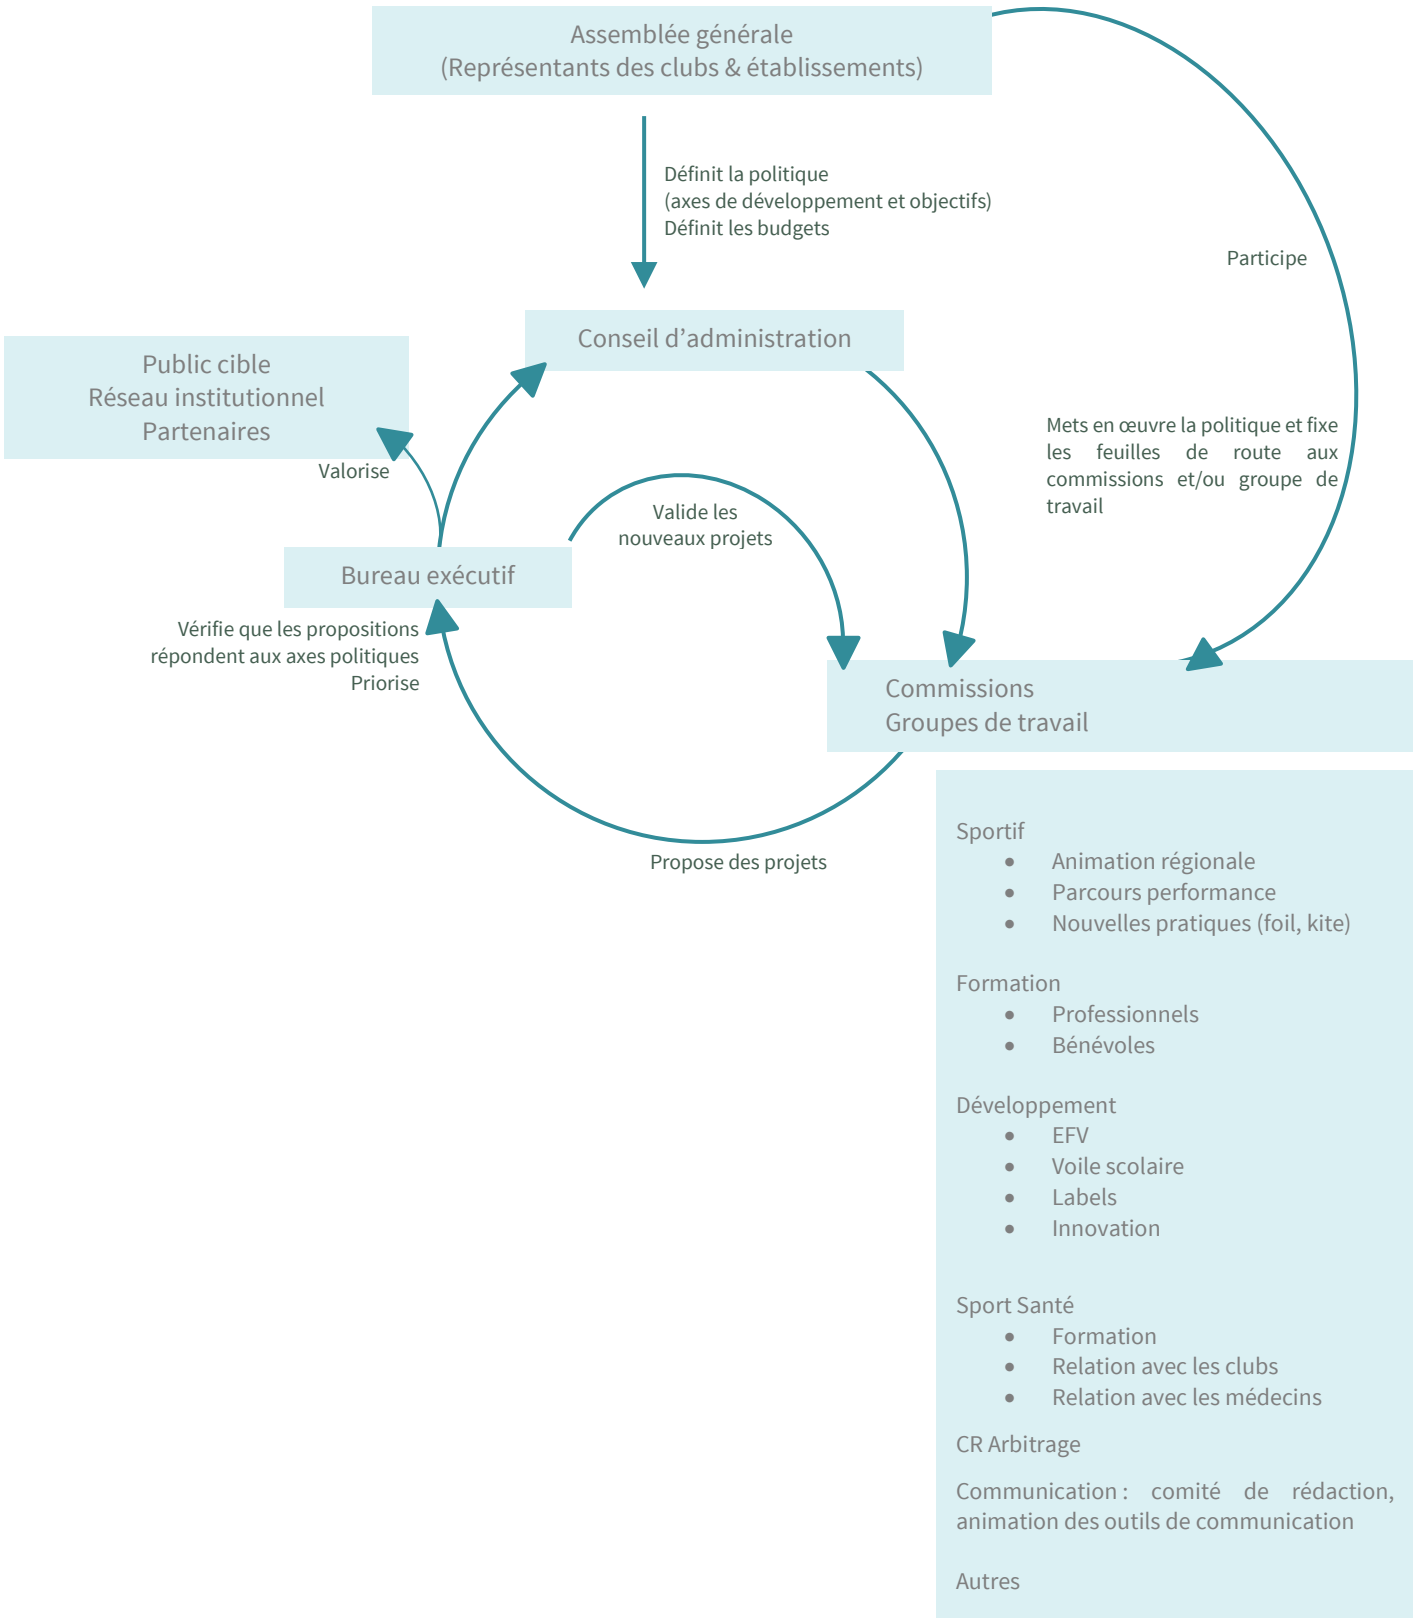 Assemblée générale
(Représentants des clubs & établissements)
Définit la politique
(axes de développement et objectifs)
Définit les budgets
Participe
Conseil d’administration
Public cible
Réseau institutionnel
Partenaires
Valorise
Mets en œuvre la politique et fixe
les feuilles de route aux
commissions et/ou groupe de
travail
Valide les
nouveaux projets
Bureau exécutif
Vérifie que les propositions
répondent aux axes politiques
Priorise
Commissions
Groupes de travail
Propose des projets
Sportif
• Animation régionale
• Parcours performance
• Nouvelles pratiques (foil, kite)
Formation
• Professionnels
• Bénévoles
Développement
• EFV
• Voile scolaire
• Labels
• Innovation
Sport Santé
• Formation
• Relation avec les clubs
• Relation avec les médecins
CR Arbitrage
Communication : comité de rédaction,
animation des outils de communication
Autres